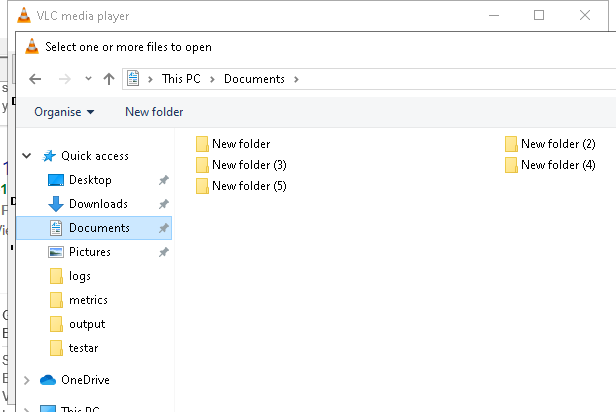 VLC media player
Select one or more files to open
This PC Documents
Organise New folder
New folder New folder (2)
New folder (3) New folder (4)
New folder (5)
Quick access
Desktop
Downloads
Documents
Pictures
logs
metrics
output
testar
OneDrive
This PC